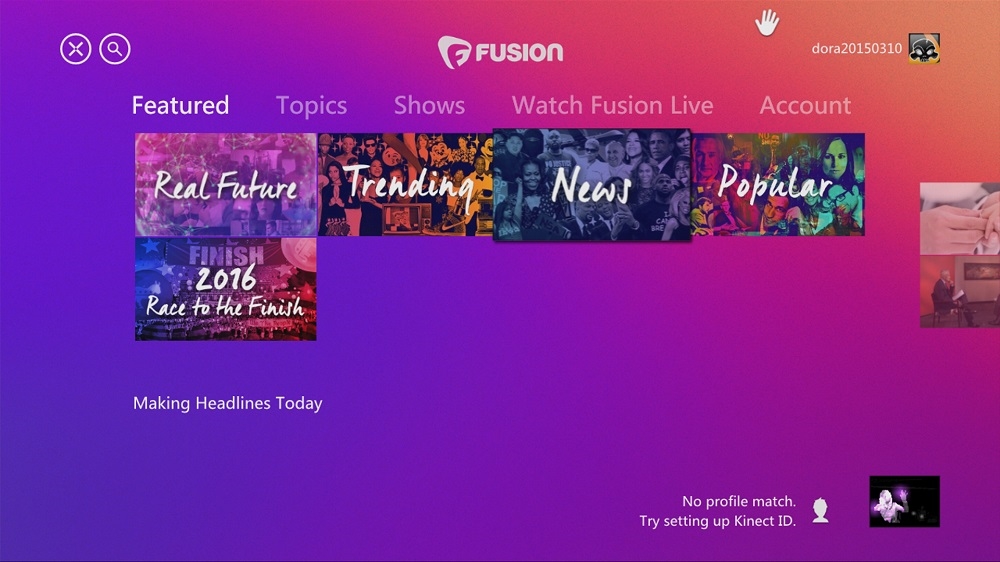 FUSION
dora20150310
Featured Topics Shows Watch Fusion Live Account
Real Future
Trending
News
Popular
FINISH
2016
Race to the Finish
Making Headlines Today
No profile match.
Try setting up Kinect ID.